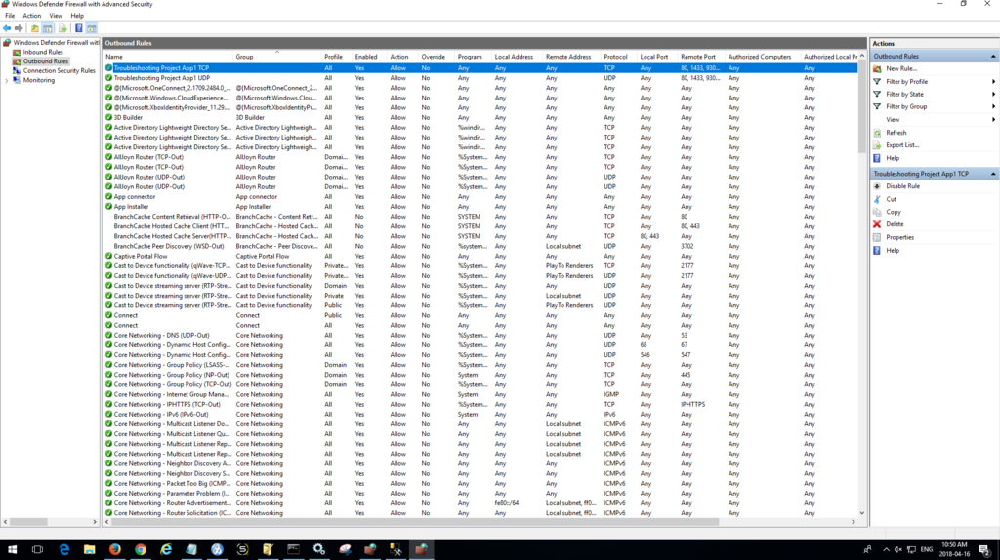 Windows Defender Firewall with Advanced Security
File Action View Help
Windows Defender Firewall wit
Inbound Rules
Outbound Rules
Connection Security Rules
Monitoring
Outbound Rules
Name Group Profile Enabled Action Override Program Local Address Remote Address Protocol Local Port Remote Port Authorized Computers Authorized Local Pr
Troubleshooting Project App1 TCP All Yes Allow No Any Any Any TCP Any 80, 1433, 930... Any Any
Troubleshooting Project App1 UDP All Yes Allow No Any Any Any UDP Any 80, 1433, 930... Any Any
@{Microsoft.OneConnect_2.1709.2484.0_... @{Microsoft.OneConnect_2... All Yes Allow No Any Any Any Any Any Any Any Any
@{Microsoft.Windows.CloudExperience... @{Microsoft.Windows.Clou... All Yes Allow No Any Any Any Any Any Any Any Any
@{Microsoft.XboxIdentityProvider_11.29.... @{Microsoft.XboxIdentityPr... All Yes Allow No Any Any Any Any Any Any Any Any
3D Builder 3D Builder All Yes Allow No Any Any Any Any Any Any Any Any
Active Directory Lightweight Directory Se... Active Directory Lightweigh... All Yes Allow No %windir... Any Any TCP Any Any Any Any
Active Directory Lightweight Directory Se... Active Directory Lightweigh... All Yes Allow No %windir... Any Any TCP Any Any Any Any
Active Directory Lightweight Directory Se... Active Directory Lightweigh... All Yes Allow No %windir... Any Any UDP Any Any Any Any
AllJoyn Router (TCP-Out) AllJoyn Router Domai... Yes Allow No %System... Any Any TCP Any Any Any Any
AllJoyn Router (TCP-Out) AllJoyn Router Domai... Yes Allow No %System... Any Any TCP Any Any Any Any
AllJoyn Router (UDP-Out) AllJoyn Router Domai... Yes Allow No %System... Any Any UDP Any Any Any Any
AllJoyn Router (UDP-Out) AllJoyn Router Domai... Yes Allow No %System... Any Any UDP Any Any Any Any
App connector App connector All Yes Allow No Any Any Any Any Any Any Any Any
App Installer App Installer All Yes Allow No Any Any Any Any Any Any Any Any
BranchCache Content Retrieval (HTTP-O... BranchCache - Content Retr... All No Allow No SYSTEM Any Any TCP Any 80 Any Any
BranchCache Hosted Cache Client (HTT... BranchCache - Hosted Cach... All No Allow No SYSTEM Any Any TCP Any 80, 443 Any Any
BranchCache Hosted Cache Server(HTTP... BranchCache - Hosted Cach... All No Allow No SYSTEM Any Any TCP 80, 443 Any Any Any
BranchCache Peer Discovery (WSD-Out) BranchCache - Peer Discove... All No Allow No %System... Any Local subnet UDP Any 3702 Any Any
Captive Portal Flow Captive Portal Flow All Yes Allow No Any Any Any Any Any Any Any Any
Cast to Device functionality (qWave-TCP... Cast to Device functionality Private... Yes Allow No %System... Any PlayTo Renderers TCP Any 2177 Any Any
Cast to Device functionality (qWave-UDP... Cast to Device functionality Private... Yes Allow No %System... Any PlayTo Renderers UDP Any 2177 Any Any
Cast to Device streaming server (RTP-Stre... Cast to Device functionality Domain Yes Allow No %System... Any Any UDP Any Any Any Any
Cast to Device streaming server (RTP-Stre... Cast to Device functionality Private Yes Allow No %System... Any Local subnet UDP Any Any Any Any
Cast to Device streaming server (RTP-Stre... Cast to Device functionality Public Yes Allow No %System... Any PlayTo Renderers UDP Any Any Any Any
Connect Connect Public Yes Allow No Any Any Any Any Any Any Any Any
Connect Connect All Yes Allow No Any Any Any Any Any Any Any Any
Core Networking - DNS (UDP-Out) Core Networking All Yes Allow No %System... Any Any UDP Any 53 Any Any
Core Networking - Dynamic Host Config... Core Networking All Yes Allow No %System... Any Any UDP 68 67 Any Any
Core Networking - Dynamic Host Config... Core Networking All Yes Allow No %System... Any Any UDP 546 547 Any Any
Core Networking - Group Policy (LSASS-... Core Networking Domain Yes Allow No %System... Any Any TCP Any Any Any Any
Core Networking - Group Policy (NP-Out) Core Networking Domain Yes Allow No System Any Any TCP Any 445 Any Any
Core Networking - Group Policy (TCP-Out) Core Networking Domain Yes Allow No %System... Any Any TCP Any Any Any Any
Core Networking - Internet Group Mana... Core Networking All Yes Allow No System Any Any IGMP Any Any Any Any
Core Networking - IPHTTPS (TCP-Out) Core Networking All Yes Allow No %System... Any Any TCP Any IPHTTPS Any Any
Core Networking - IPv6 (IPv6-Out) Core Networking All Yes Allow No System Any Any IPv6 Any Any Any Any
Core Networking - Multicast Listener Do... Core Networking All Yes Allow No Any Any Local subnet ICMPv6 Any Any Any Any
Core Networking - Multicast Listener Qu... Core Networking All Yes Allow No Any Any Local subnet ICMPv6 Any Any Any Any
Core Networking - Multicast Listener Rep... Core Networking All Yes Allow No Any Any Local subnet ICMPv6 Any Any Any Any
Core Networking - Multicast Listener Rep... Core Networking All Yes Allow No Any Any Local subnet ICMPv6 Any Any Any Any
Core Networking - Neighbor Discovery A... Core Networking All Yes Allow No Any Any Any ICMPv6 Any Any Any Any
Core Networking - Neighbor Discovery S... Core Networking All Yes Allow No Any Any Any ICMPv6 Any Any Any Any
Core Networking - Packet Too Big (ICMP... Core Networking All Yes Allow No Any Any Any ICMPv6 Any Any Any Any
Core Networking - Parameter Problem (I... Core Networking All Yes Allow No Any Any Any ICMPv6 Any Any Any Any
Core Networking - Router Advertisement... Core Networking All Yes Allow No Any fe80::/64 Local subnet, ff0... ICMPv6 Any Any Any Any
Core Networking - Router Solicitation (IC... Core Networking All Yes Allow No Any Any Local subnet, ff0... ICMPv6 Any Any Any Any
Actions
Outbound Rules
New Rule...
Filter by Profile
Filter by State
Filter by Group
View
Refresh
Export List...
Help
Troubleshooting Project App1 TCP
Disable Rule
Cut
Copy
Delete
Properties
Help
ENG
10:50 AM
2018-04-16